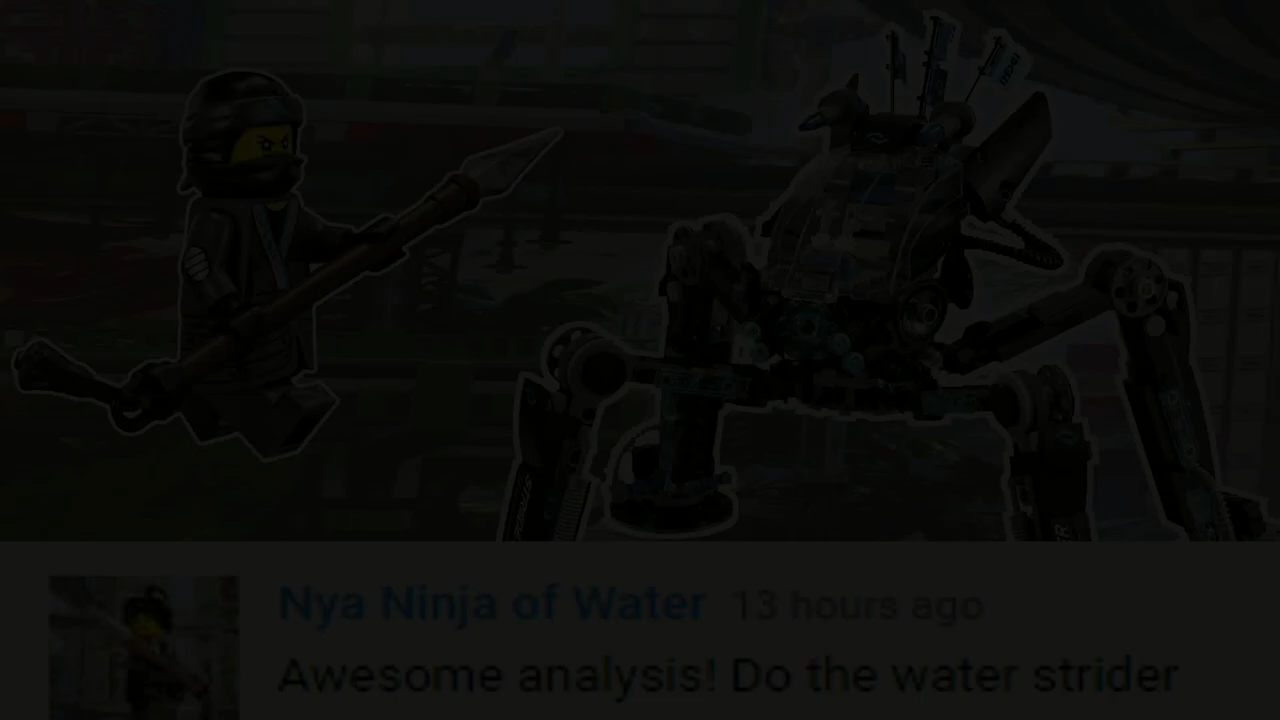 Nya Ninja of Water 13 hours ago
Awesome analysis! Do the water strider